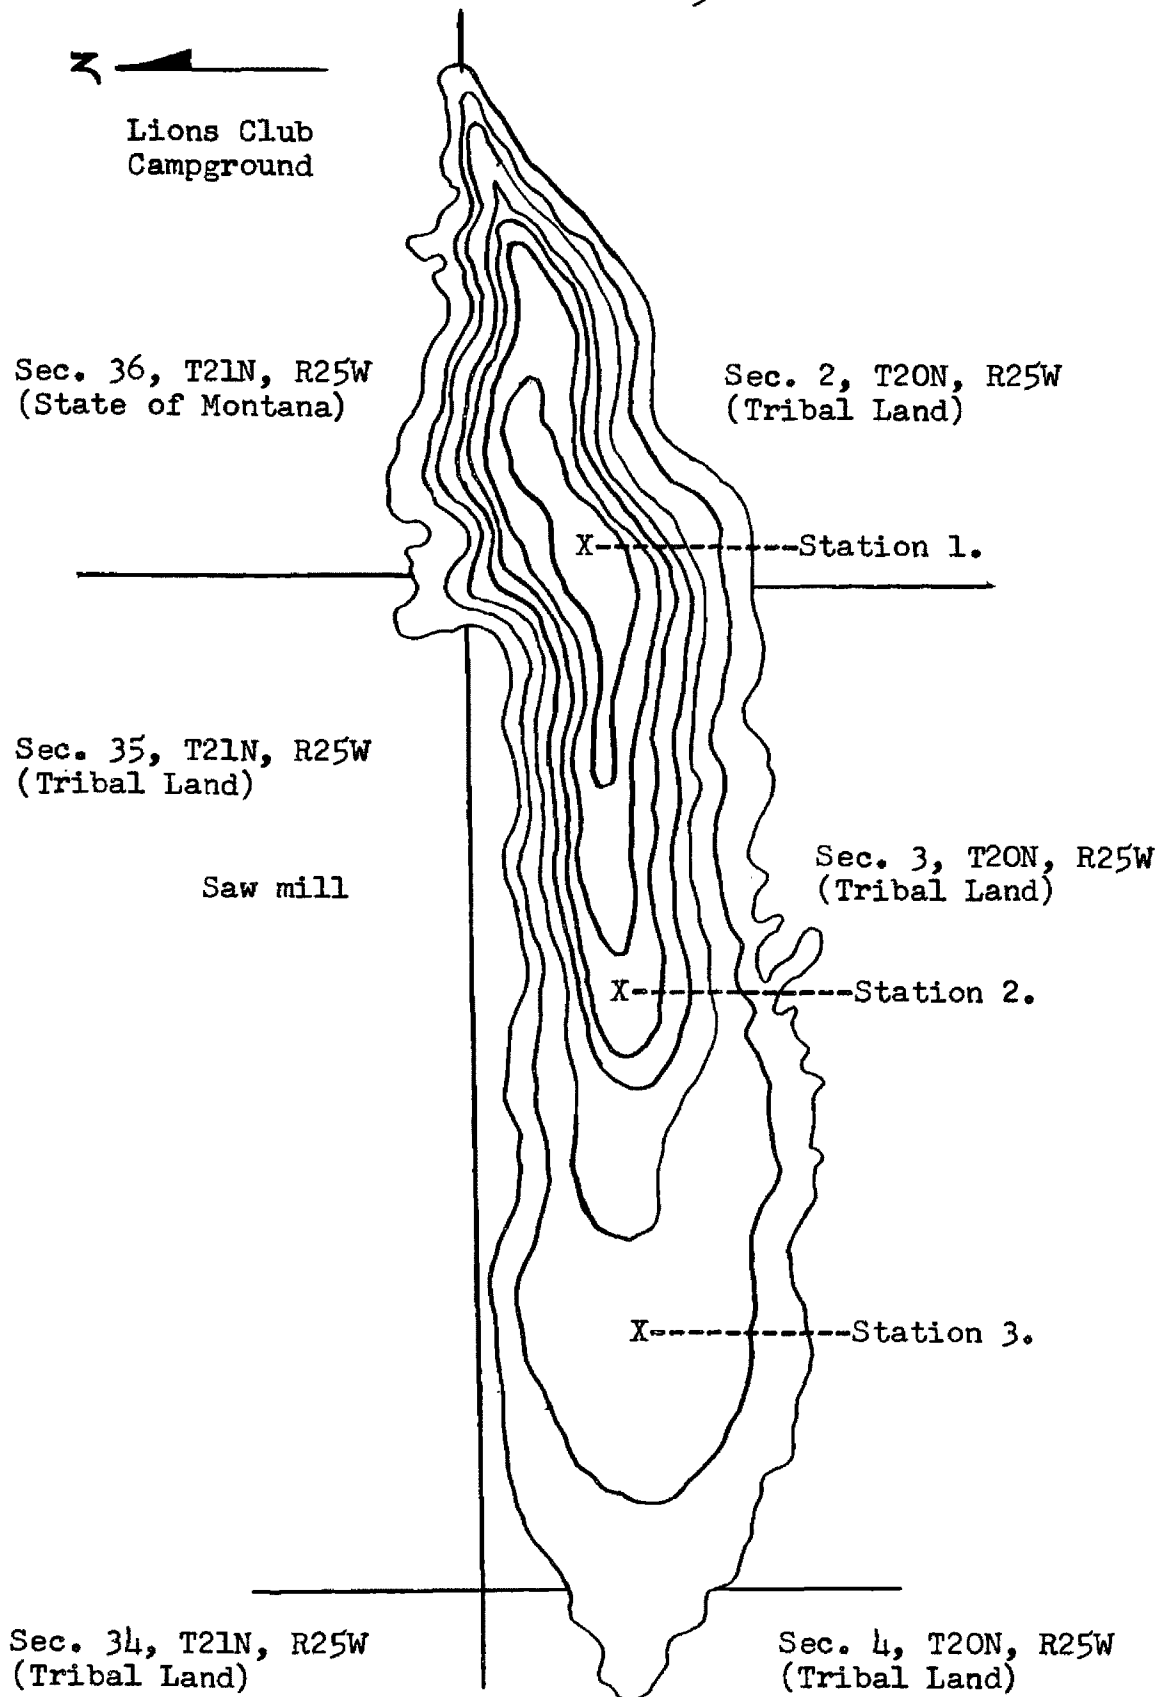 N
Lions Club
Campground
Sec. 36, T21N, R25W
(State of Montana)
Sec. 2, T20N, R25W
(Tribal Land)
X-------Station 1.
Sec. 35, T21N, R25W
(Tribal Land)
Saw mill
Sec. 3, T20N, R25W
(Tribal Land)
X-------Station 2.
X-------Station 3.
Sec. 34, T21N, R25W
(Tribal Land)
Sec. 4, T20N, R25W
(Tribal Land)